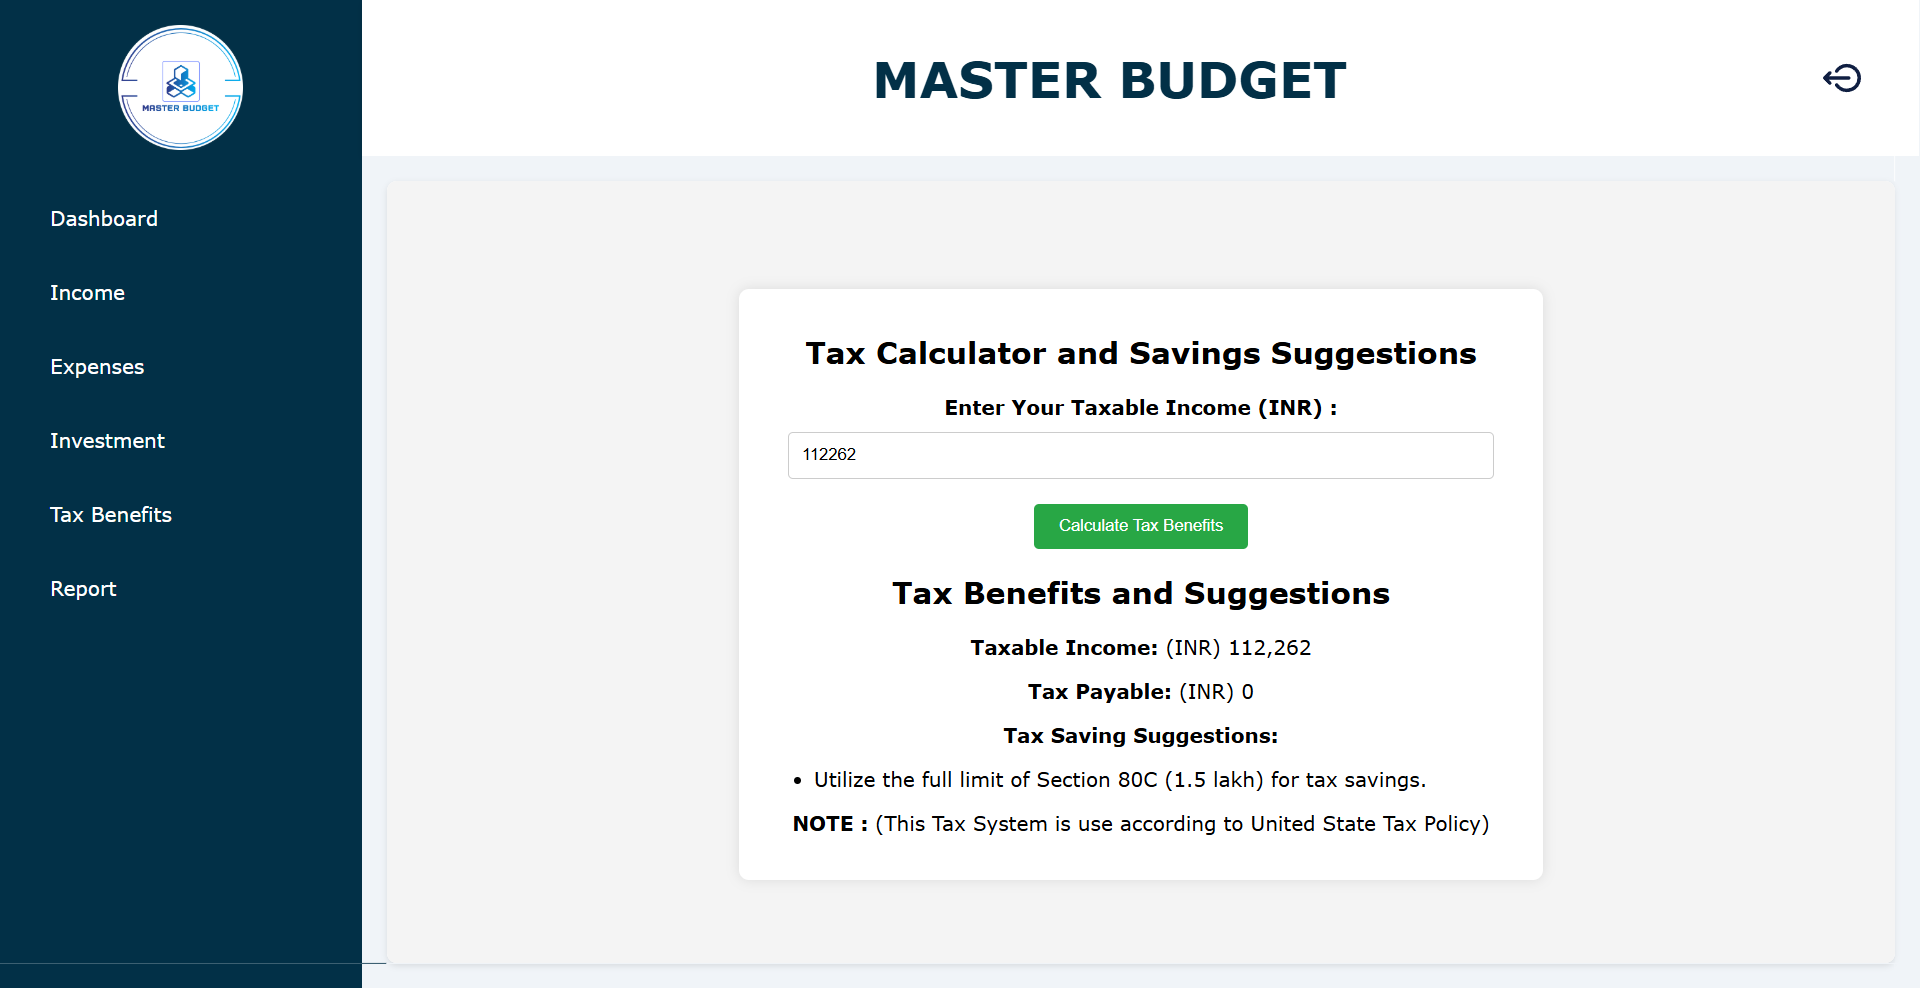 MASTER BUDGET
MASTER BUDGET
Dashboard
Income
Expenses
Investment
Tax Benefits
Report
Tax Calculator and Savings Suggestions
Enter Your Taxable Income (INR) :
112262
Calculate Tax Benefits
Tax Benefits and Suggestions
Taxable Income: (INR) 112,262
Tax Payable: (INR) 0
Tax Saving Suggestions:
• Utilize the full limit of Section 80C (1.5 lakh) for tax savings.
NOTE : (This Tax System is use according to United State Tax Policy)